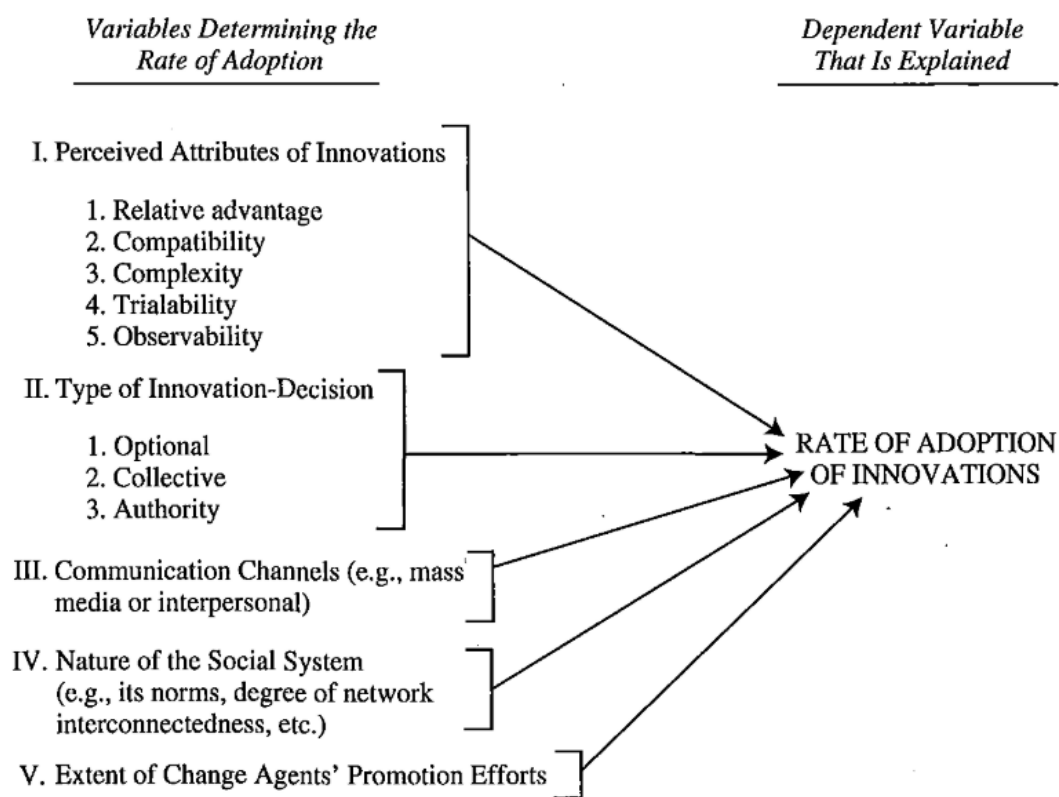 Variables Determining the
Rate of Adoption
Dependent Variable
That Is Explained
I. Perceived Attributes of Innovations
1. Relative advantage
2. Compatibility
3. Complexity
4. Trialability
5. Observability
II. Type of Innovation-Decision
1. Optional
2. Collective
3. Authority
III. Communication Channels (e.g., mass
media or interpersonal)
IV. Nature of the Social System
(e.g., its norms, degree of network
interconnectedness, etc.)
V. Extent of Change Agents’ Promotion Efforts
RATE OF ADOPTION
OF INNOVATIONS